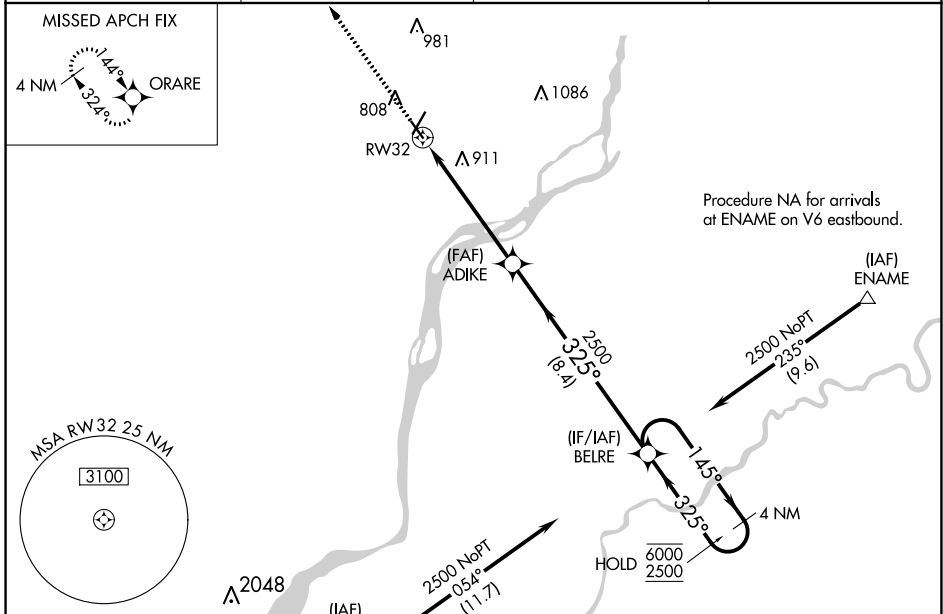 MISSED APCH FIX
4 NM
144°
324°
ORARE
981
1086
808
RW32
911
Procedure NA for arrivals
at ENAME on V6 eastbound.
(FAF)
ADIKE
(IAF)
ENAME
2500 NoPT
235°
(9.6)
2500
325°
(8.4)
(IF/IAF)
BELRE
145°
325°
4 NM
HOLD
6000
2500
MSA RW32 25 NM
3100
2048
2500 NoPT
054°
(11.7)
(IAF)